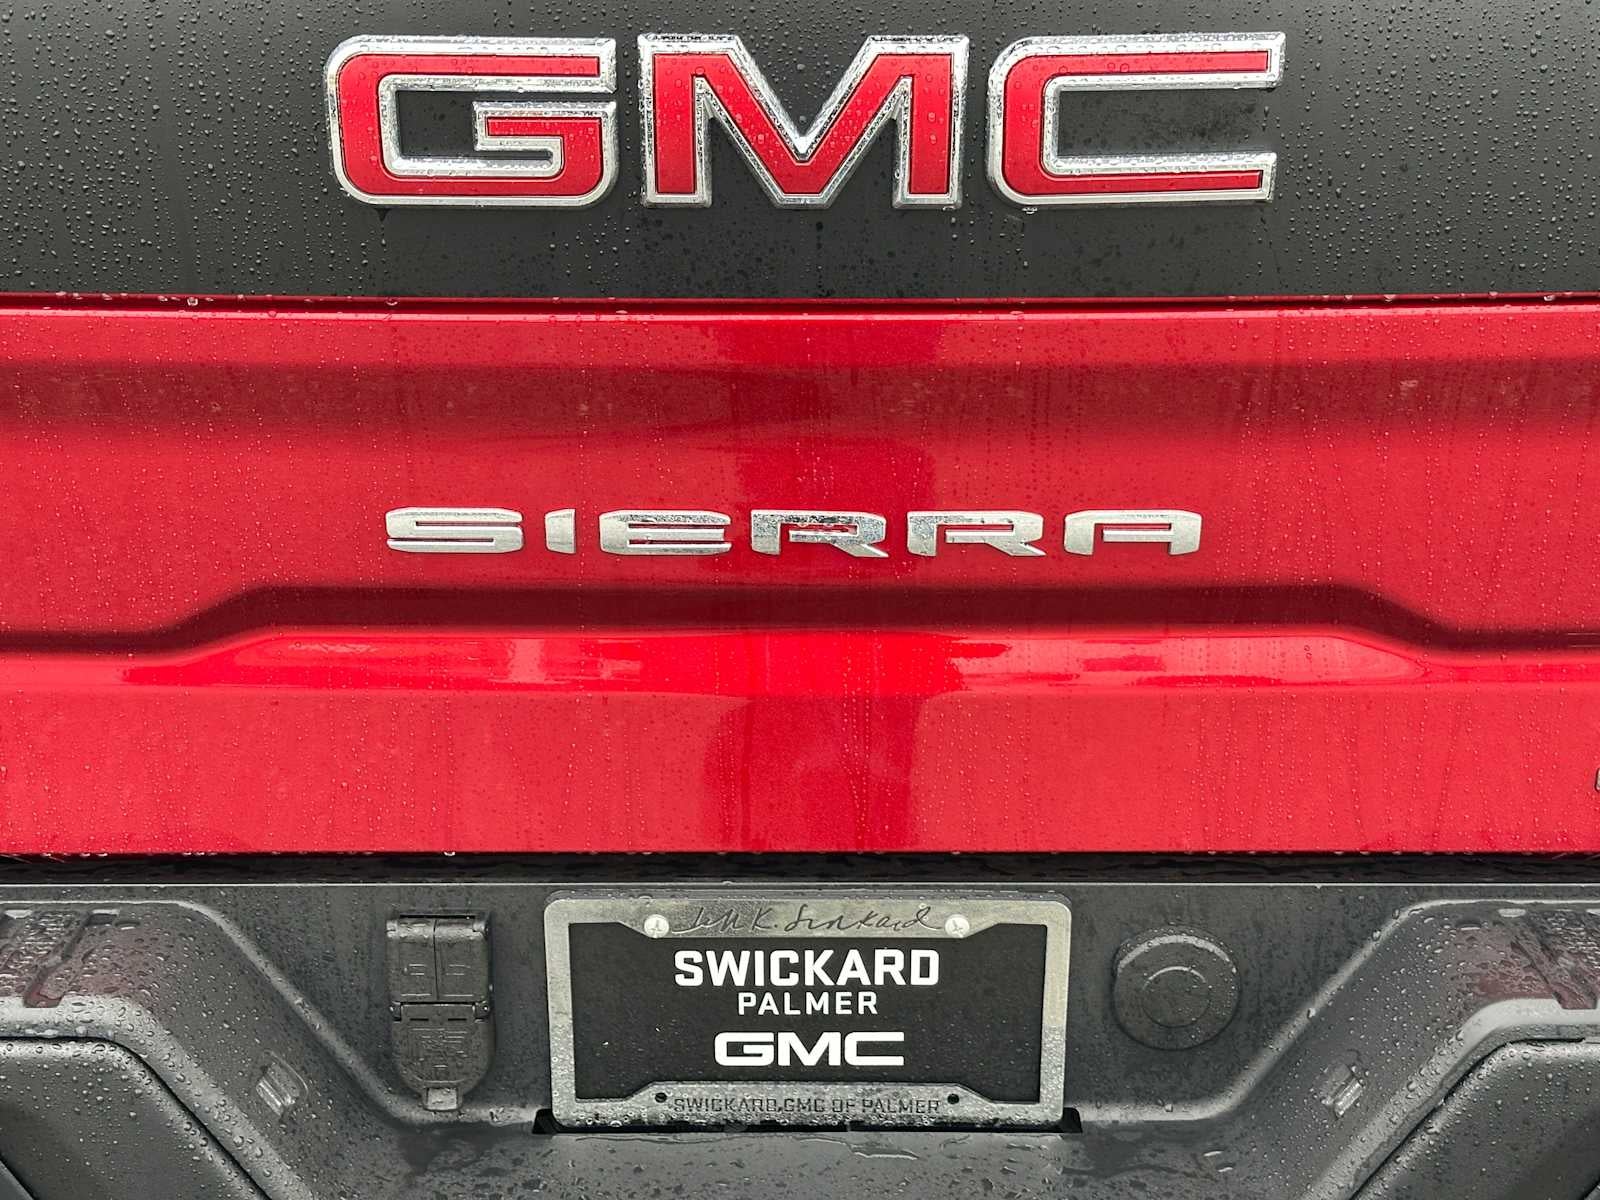 GMC
SIERRA
SWICKARD
PALMER
GMC
SWICKARD GMC OF PALMER